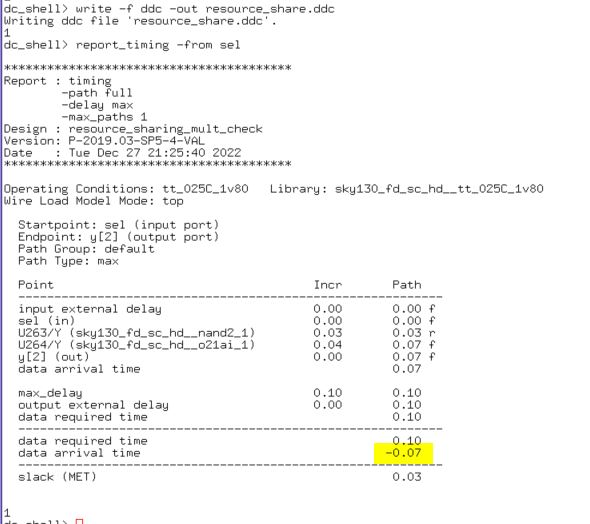 dc_shell> write -f ddc -out resource_share.ddc
Writing ddc file 'resource_share.ddc'.
1
dc_shell> report_timing -from sel
****************************************
Report : timing
-path full
-delay max
-max_paths 1
Design : resource_sharing_mult_check
Version: P-2019.03-SP5-4-VAL
Date   : Tue Dec 27 21:25:40 2022
****************************************
Operating Conditions: tt_025C_1v80   Library: sky130_fd_sc_hd__tt_025C_1v80
Wire Load Model Mode: top
Startpoint: sel (input port)
Endpoint: y[2] (output port)
Path Group: default
Path Type: max
Point                                    Incr       Path
-----------------------------------------------------------
input external delay                     0.00       0.00 f
sel (in)                                 0.00       0.00 f
U263/Y (sky130_fd_sc_hd__nand2_1)        0.03       0.03 r
U264/Y (sky130_fd_sc_hd__o21ai_1)        0.04       0.07 f
y[2] (out)                               0.00       0.07 f
data arrival time                                   0.07
max_delay                                0.10       0.10
output external delay                    0.00       0.10
data required time                                  0.10
-----------------------------------------------------------
data required time                                  0.10
data arrival time                                  -0.07
-----------------------------------------------------------
slack (MET)                                         0.03
1
dc_shell>